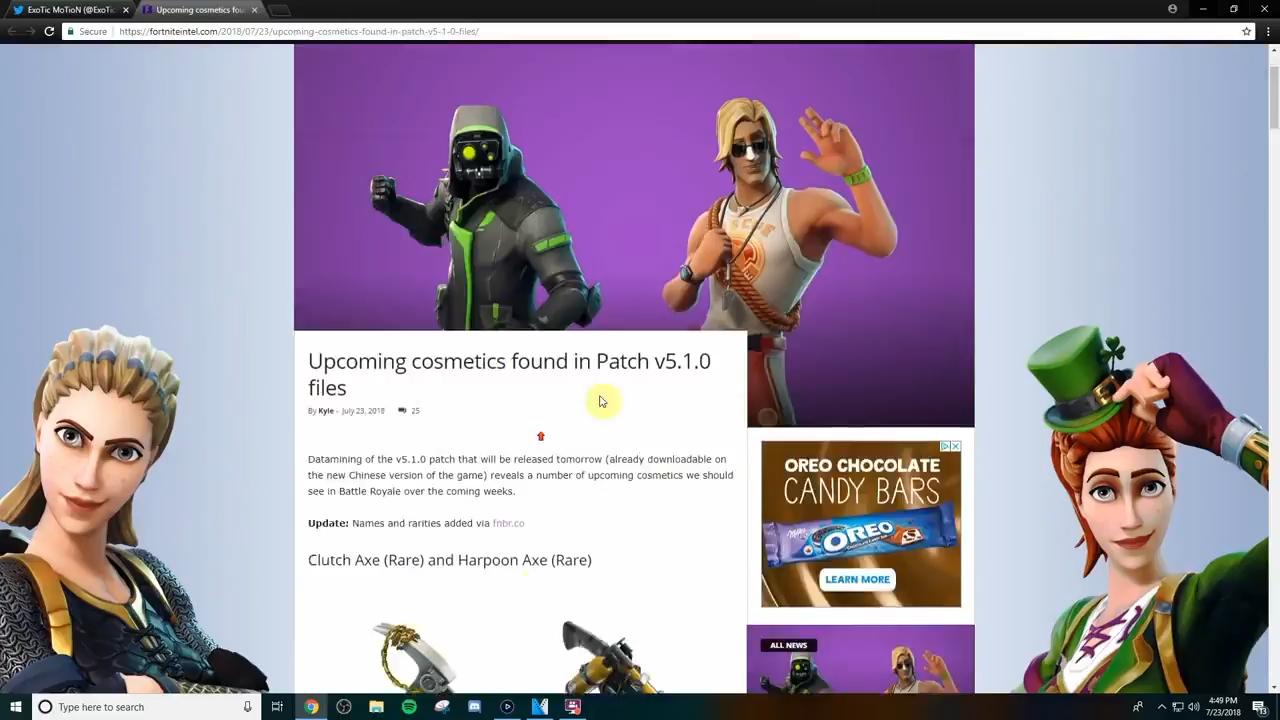 ExoTic MoTioN (@ExoTic
Upcoming cosmetics fou
Secure
https://fortniteintel.com/2018/07/23/upcoming-cosmetics-found-in-patch-v5-1-0-files/
Upcoming cosmetics found in Patch v5.1.0
files
By Kyle - July 23, 2018 25
Datamining of the v5.1.0 patch that will be released tomorrow (already downloadable on
the new Chinese version of the game) reveals a number of upcoming cosmetics we should
see in Battle Royale over the coming weeks.
Update: Names and rarities added via fnbr.co
Clutch Axe (Rare) and Harpoon Axe (Rare)
OREO CHOCOLATE
CANDY BARS
OREO
LEARN MORE
ALL NEWS
Type here to search
4:49 PM
7/23/2018